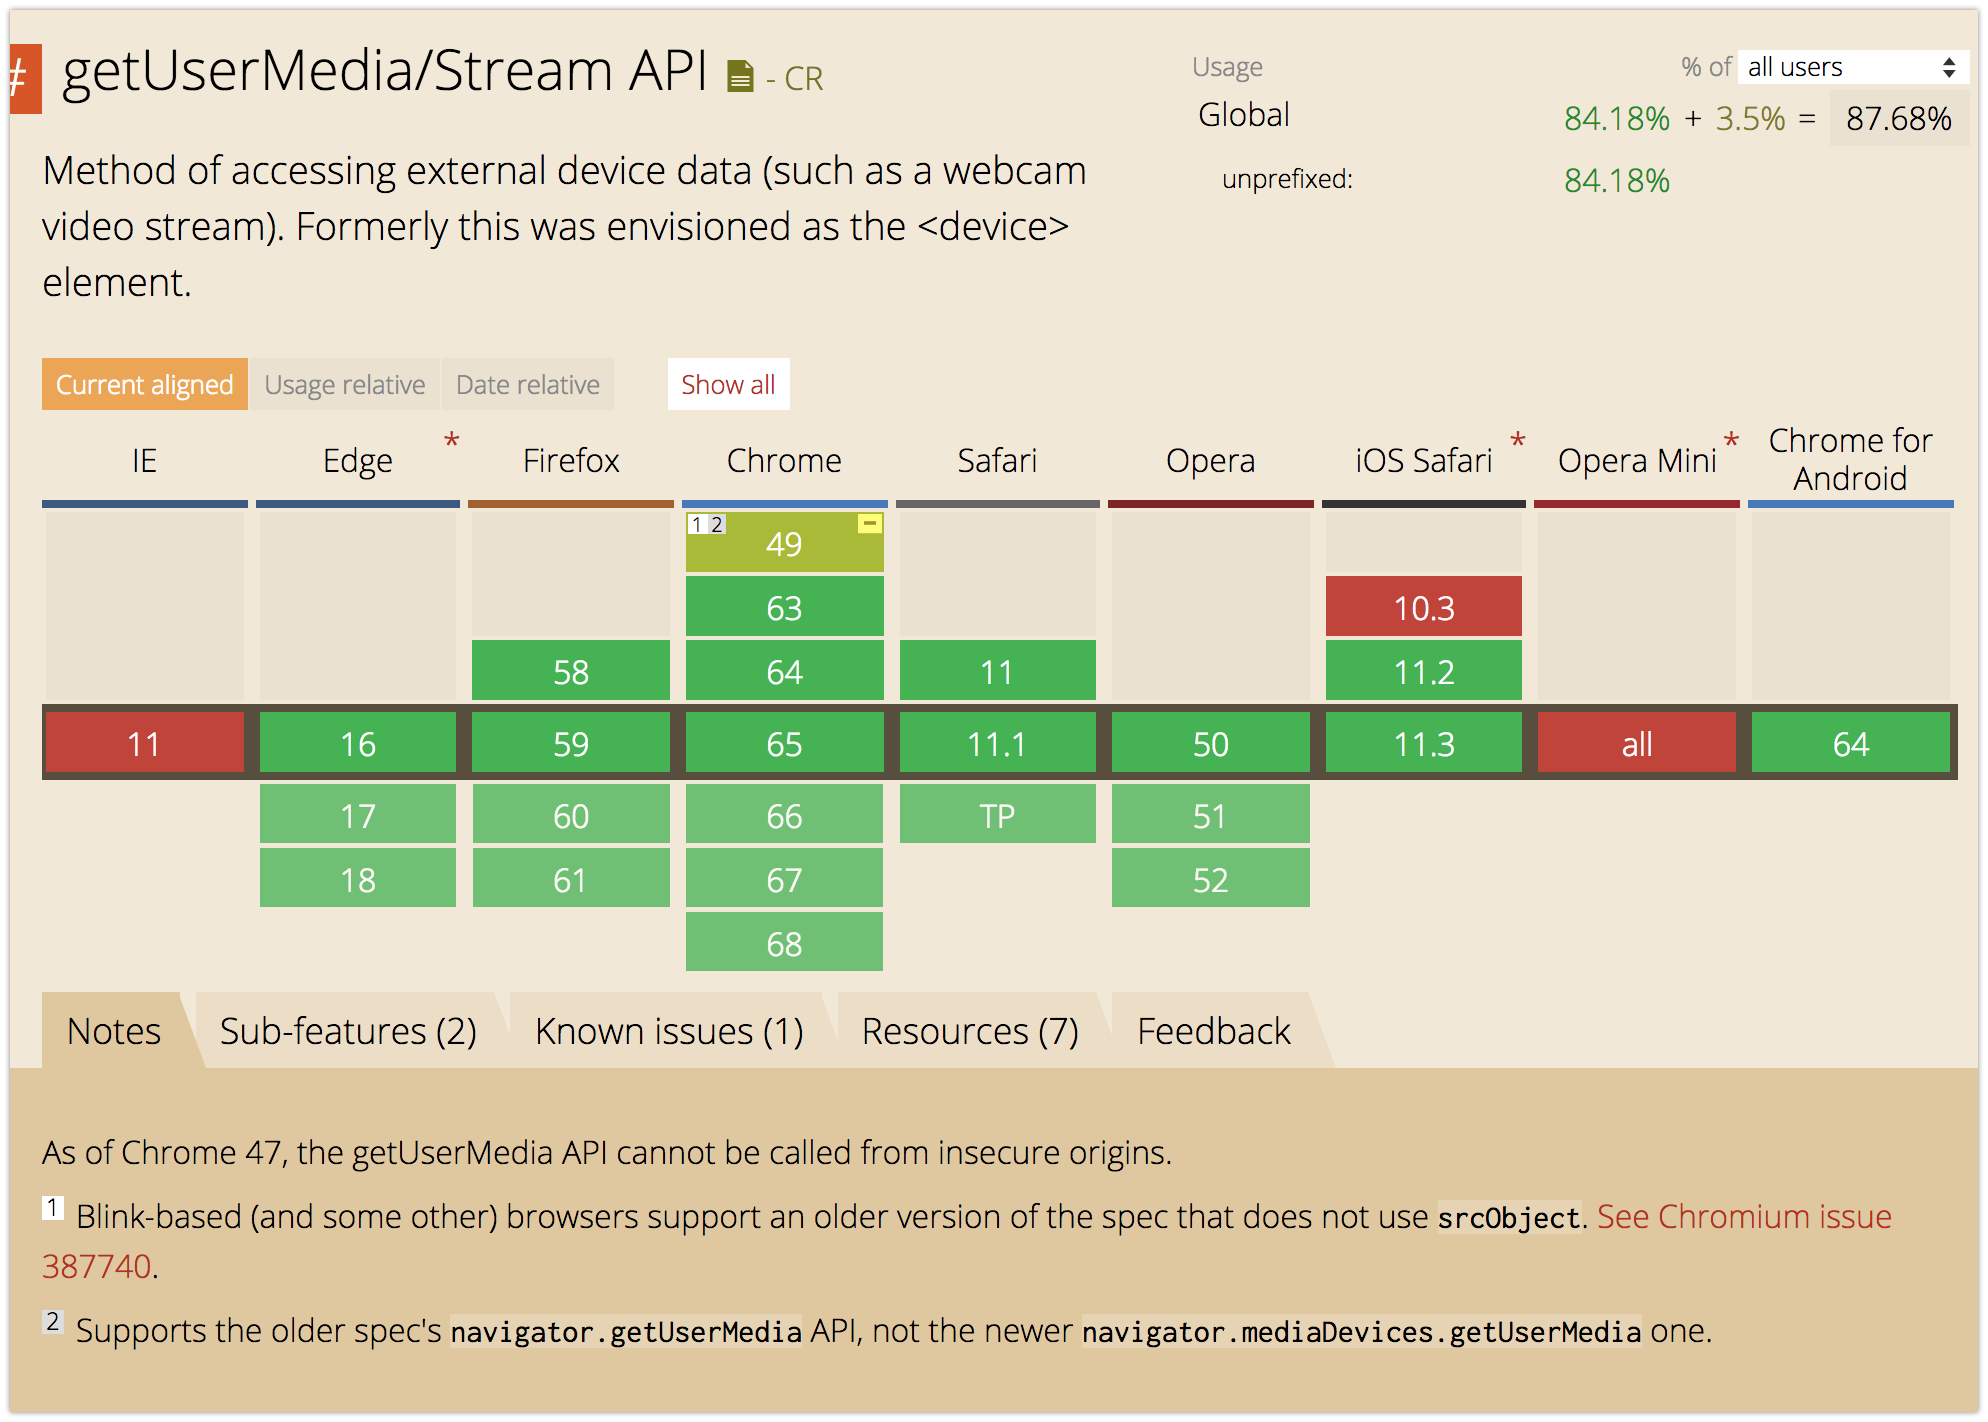 #
getUserMedia/Stream API - CR
Usage % of all users
Global 84.18% + 3.5% = 87.68%
unprefixed: 84.18%
Method of accessing external device data (such as a webcam
video stream). Formerly this was envisioned as the <device>
element.
Current aligned Usage relative Date relative Show all
IE Edge * Firefox Chrome Safari Opera iOS Safari * Opera Mini * Chrome for
Android
1 2 49 -
63 10.3
58 64 11 11.2
11 16 59 65 11.1 50 11.3 all 64
17 60 66 TP 51
18 61 67 52
68
Notes Sub-features (2) Known issues (1) Resources (7) Feedback
As of Chrome 47, the getUserMedia API cannot be called from insecure origins.
1 Blink-based (and some other) browsers support an older version of the spec that does not use srcObject. See Chromium issue
387740.
2 Supports the older spec's navigator.getUserMedia API, not the newer navigator.mediaDevices.getUserMedia one.